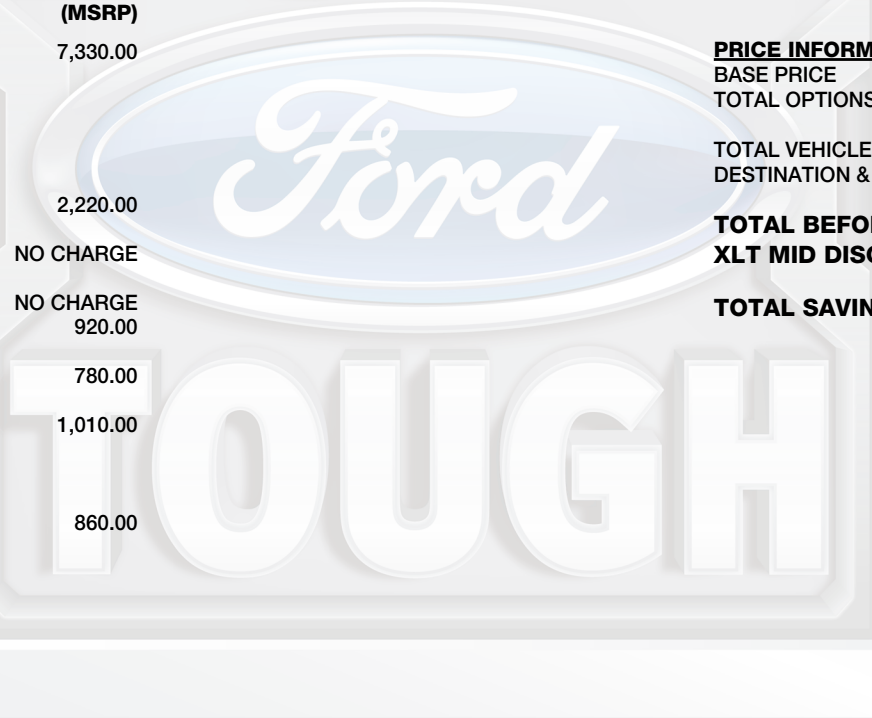 (MSRP)
7,330.00
2,220.00
NO CHARGE
NO CHARGE
920.00
780.00
1,010.00
860.00
PRICE INFORM
BASE PRICE
TOTAL OPTIONS
TOTAL VEHICLE
DESTINATION &
TOTAL BEFO
XLT MID DISC
TOTAL SAVIN
Ford
TOUGH